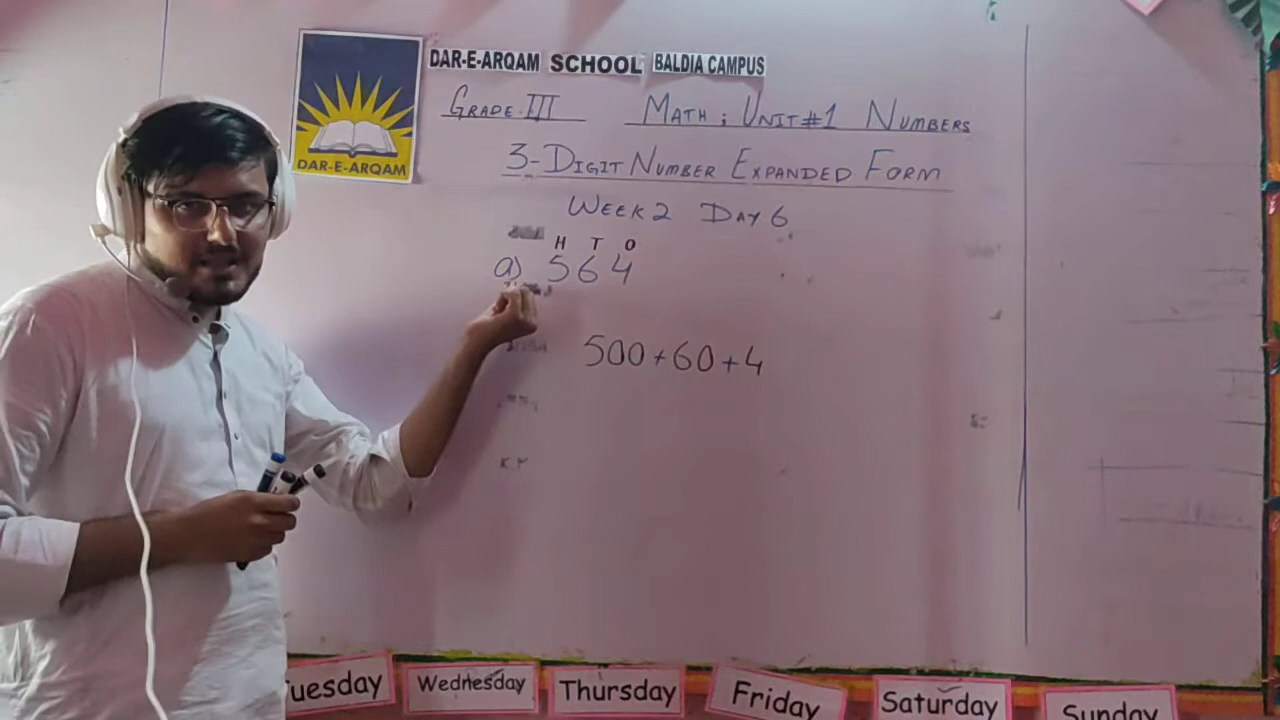 DAR-E-ARQAM SCHOOL BALDIA CAMPUS
DAR-E-ARQAM
GRADE III MATH: UNIT#1 NUMBERS
3-DIGIT NUMBER EXPANDED FORM
WEEK 2 DAY 6
H T O
a) 564
500+60+4
uesday Wednesday Thursday Friday Saturday Sunday